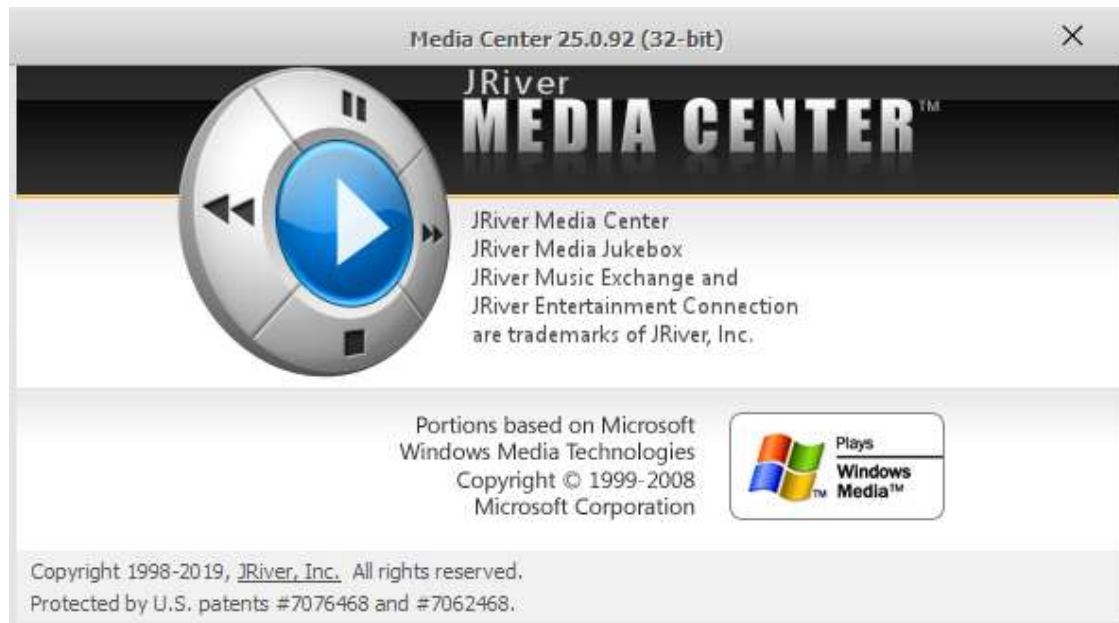 Media Center 25.0.92 (32-bit)
JRiver
MEDIA CENTER™
JRiver Media Center
JRiver Media Jukebox
JRiver Music Exchange and
JRiver Entertainment Connection
are trademarks of JRiver, Inc.
Portions based on Microsoft
Windows Media Technologies
Copyright © 1999-2008
Microsoft Corporation
Plays
Windows
TM Media™
Copyright 1998-2019, JRiver, Inc. All rights reserved.
Protected by U.S. patents #7076468 and #7062468.